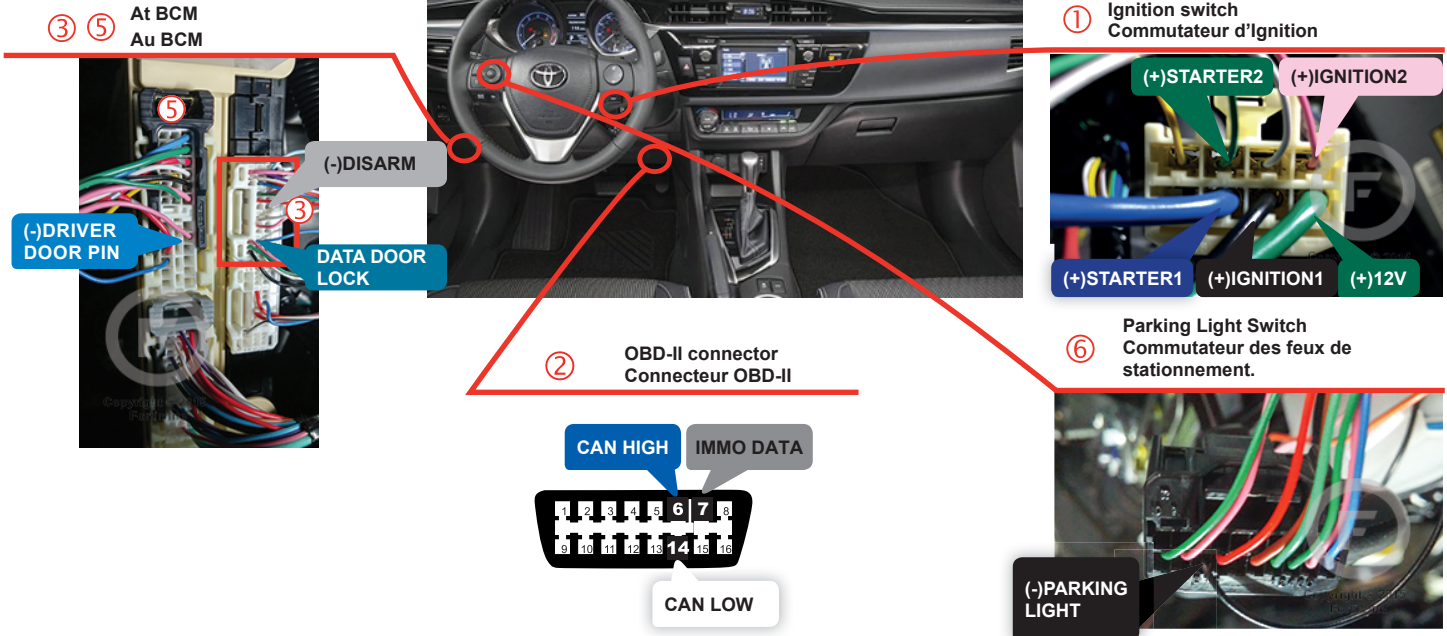 ③ ⑤
At BCM
Au BCM
⑤
(-)DISARM
③
(-)DRIVER
DOOR PIN
DATA DOOR
LOCK
①
Ignition switch
Commutateur d'Ignition
(+)STARTER2
(+)IGNITION2
(+)STARTER1
(+)IGNITION1
(+)12V
②
OBD-II connector
Connecteur OBD-II
CAN HIGH
IMMO DATA
1 2 3 4 5 6 7 8
9 10 11 12 13 14 15 16
CAN LOW
⑥
Parking Light Switch
Commutateur des feux de
stationnement.
(-)PARKING
LIGHT